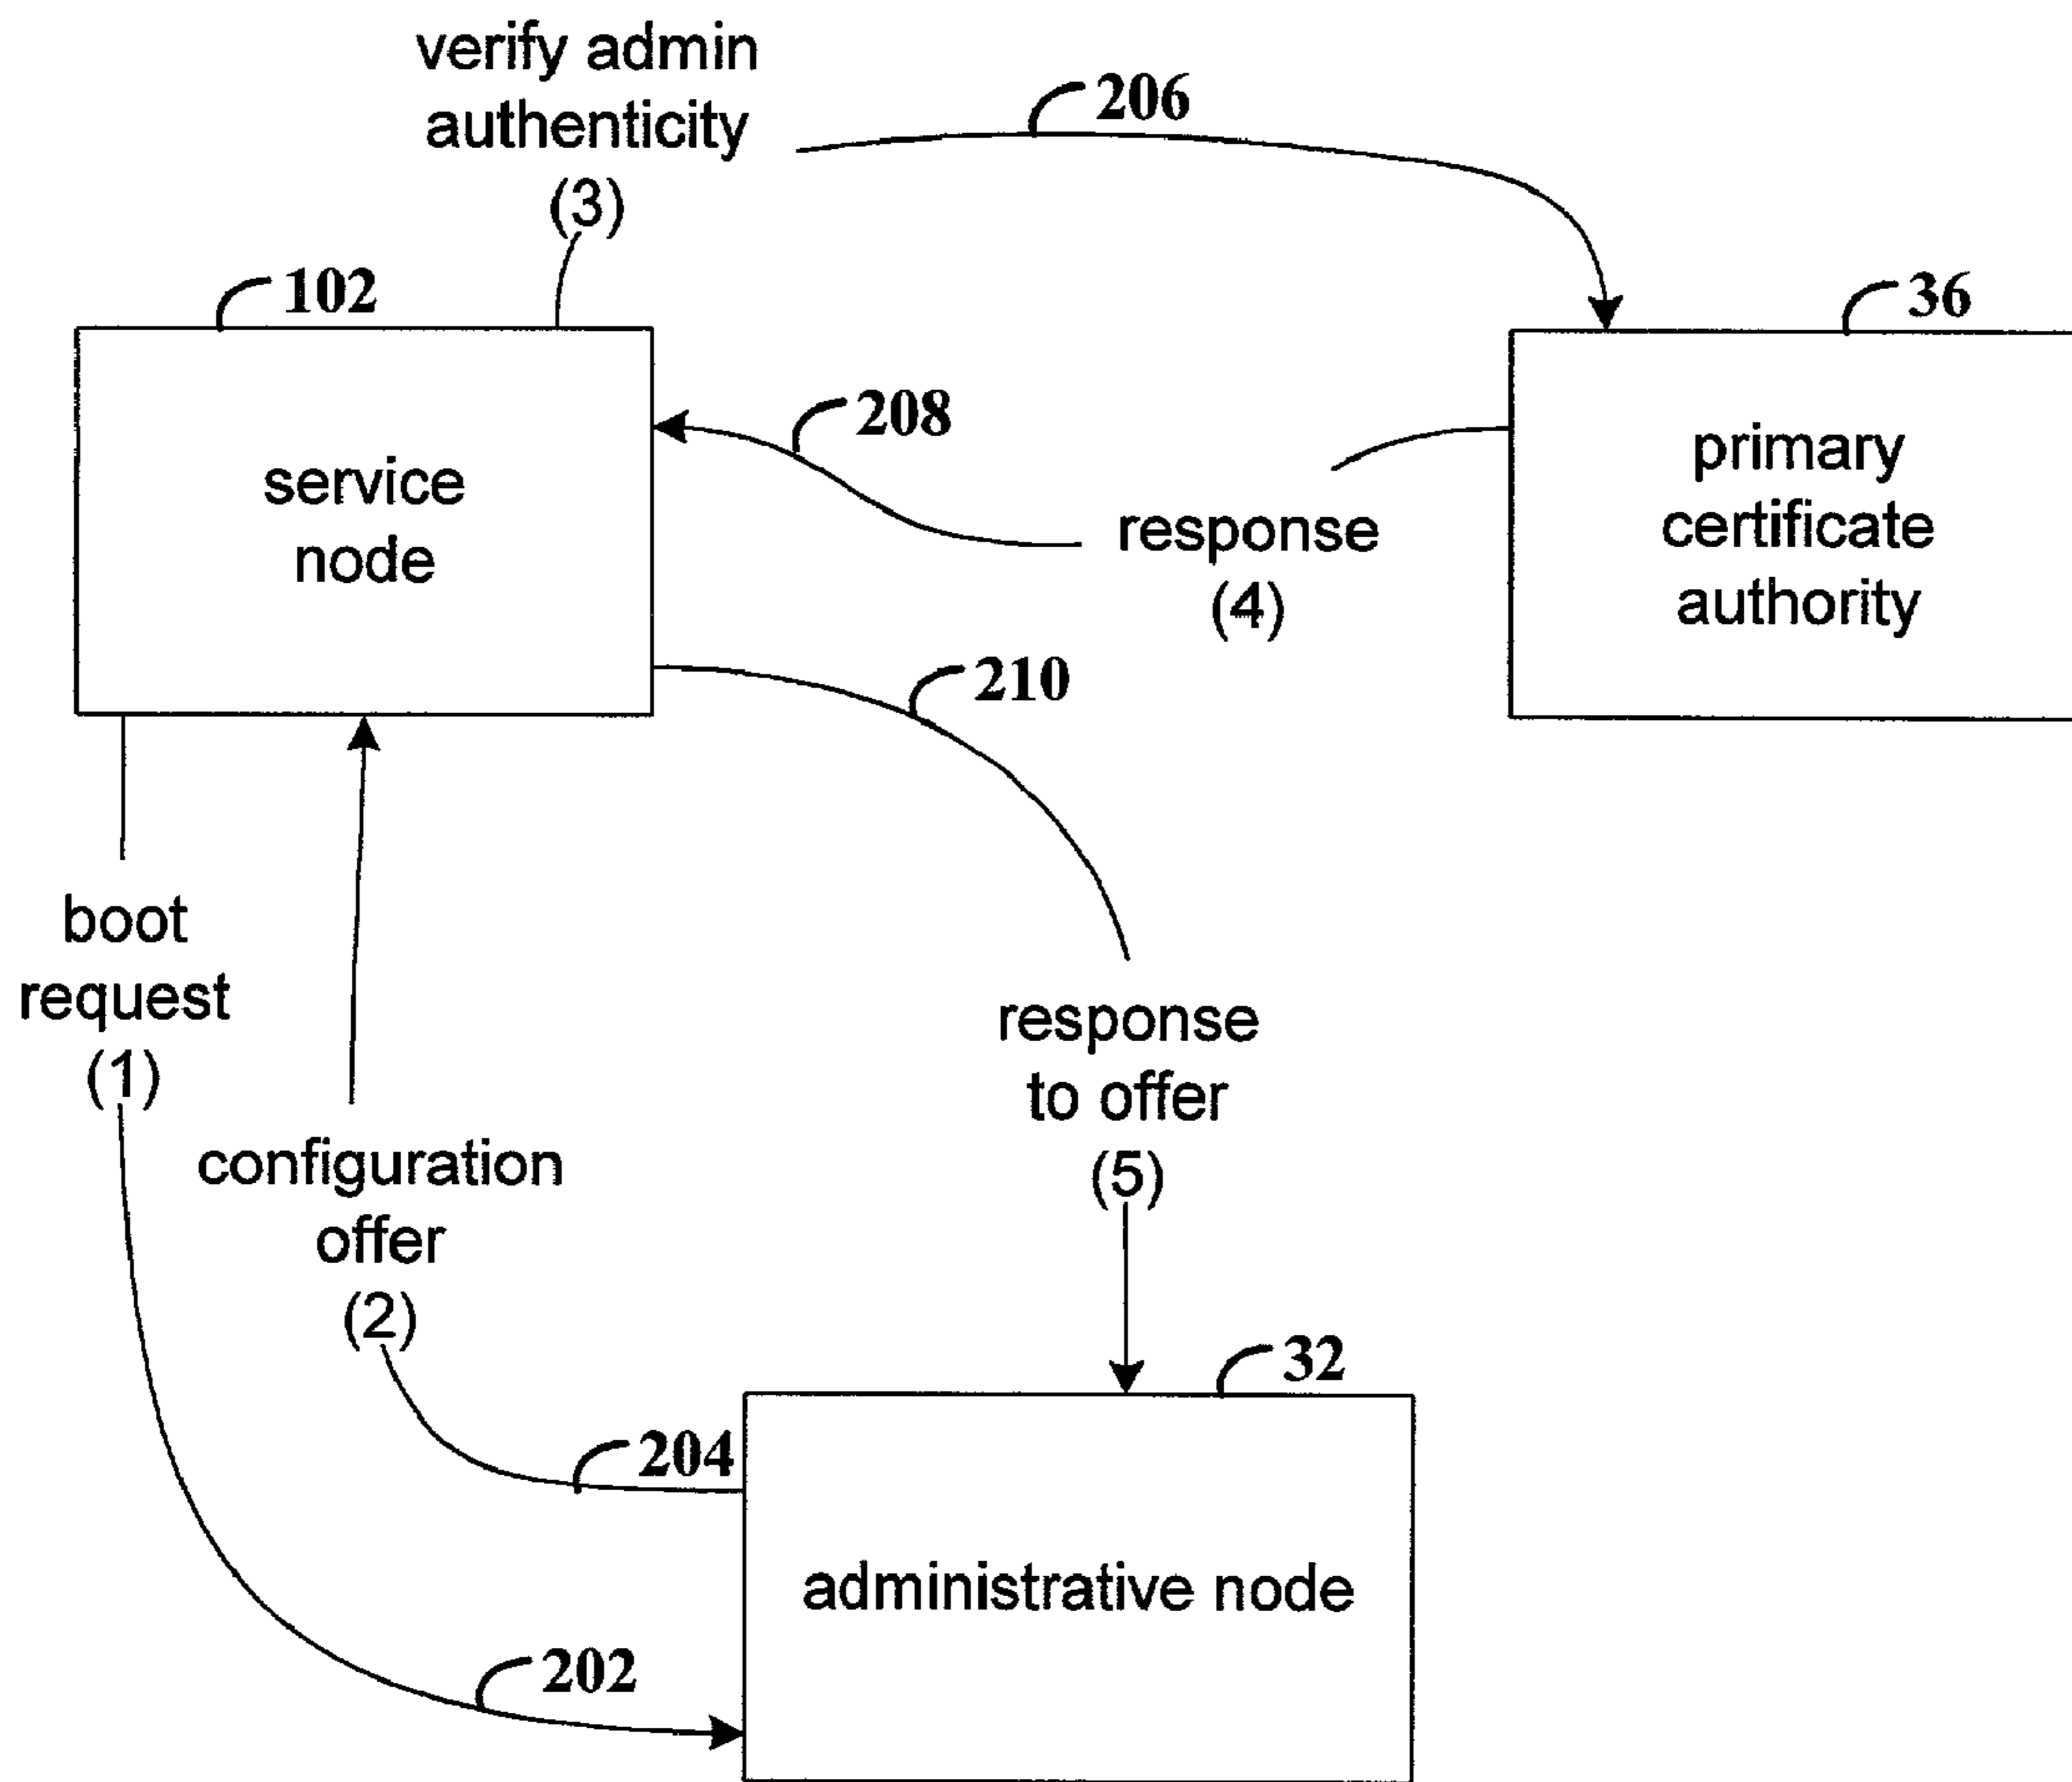 verify admin
authenticity
(3)
206
102
36
208
service
node
primary
certificate
authority
response
(4)
210
boot
request
(1)
response
to offer
(5)
configuration
offer
(2)
32
204
administrative node
202